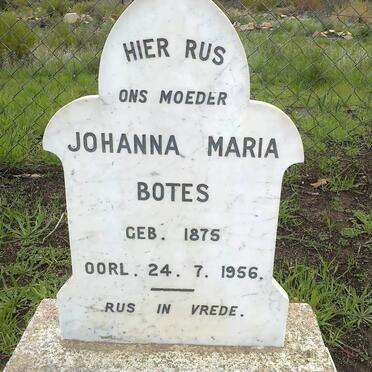 HIER RUS
ONS MOEDER
JOHANNA MARIA
BOTES
GEB. 1875
OORL. 24. 7. 1956.
RUS IN VREDE.